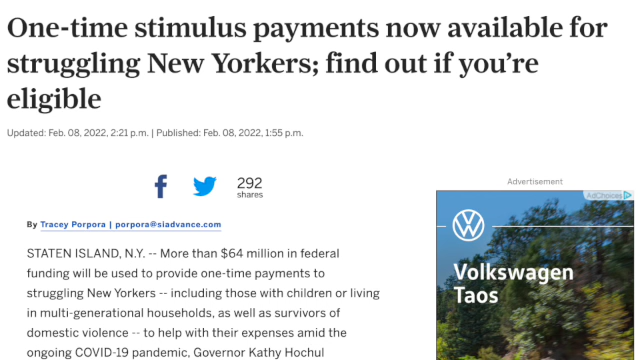 One-time stimulus payments now available for
struggling New Yorkers; find out if you're
eligible
Updated: Feb. 08, 2022, 2:21 p.m. | Published: Feb. 08, 2022, 1:55 p.m.
292
shares
By Tracey Porpora | porpora@siadvance.com
STATEN ISLAND, N.Y. -- More than $64 million in federal
funding will be used to provide one-time payments to
struggling New Yorkers -- including those with children or living
in multi-generational households, as well as survivors of
domestic violence -- to help with their expenses amid the
ongoing COVID-19 pandemic, Governor Kathy Hochul
Advertisement
AdChoices
Volkswagen
Taos